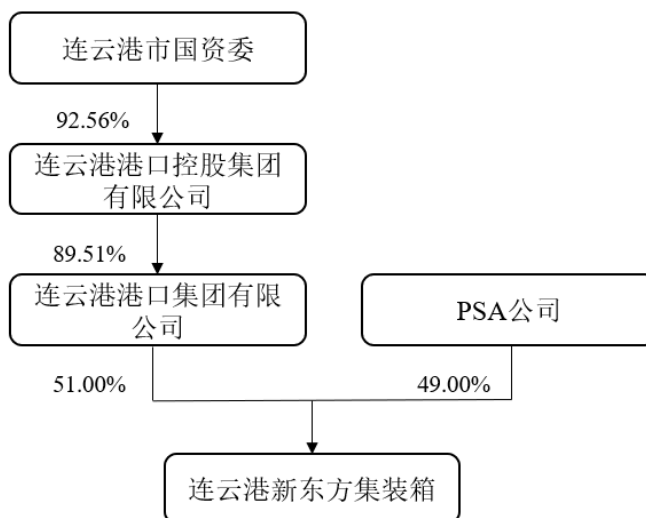 连云港市国资委
92.56%
连云港港口控股集团
有限公司
89.51%
连云港港口集团有限
公司
PSA公司
51.00%
49.00%
连云港新东方集装箱